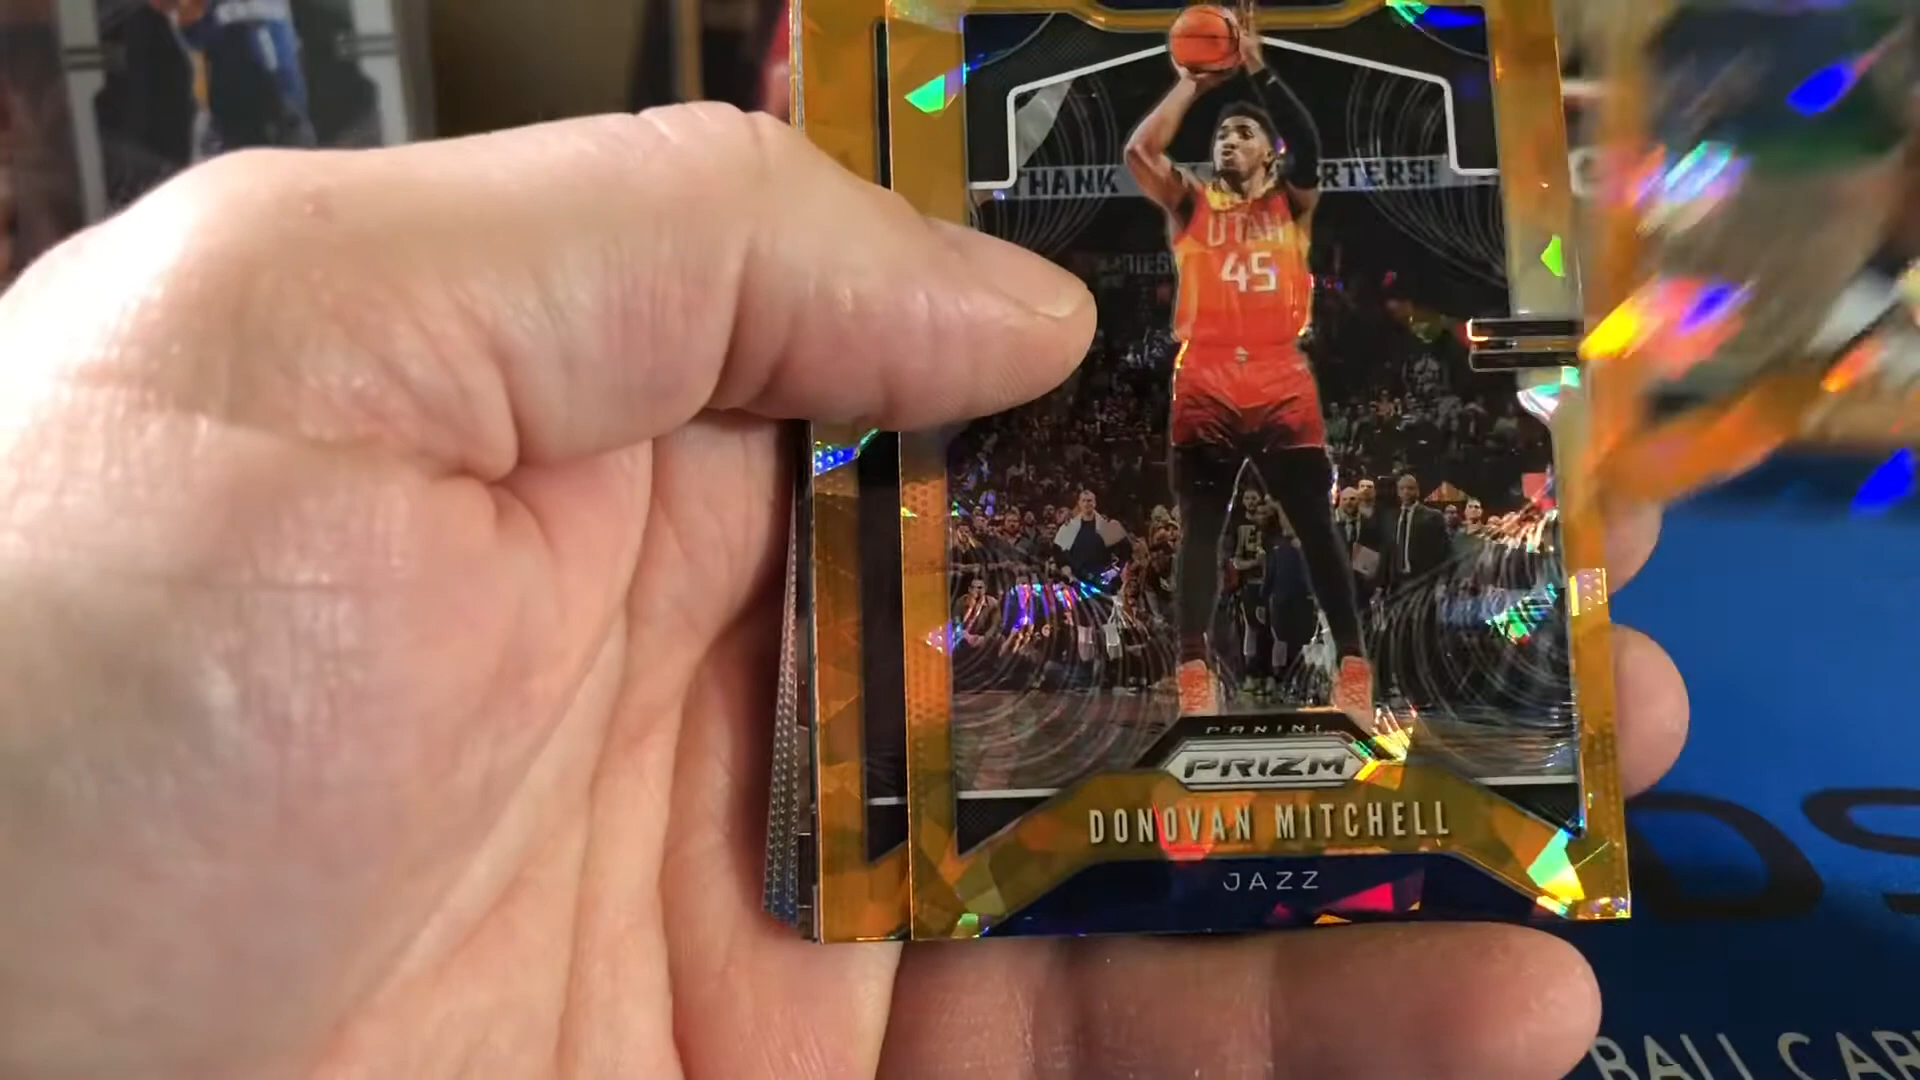 THANK RTERS!
UTAH
45
PANINI
PRIZM
DONOVAN MITCHELL
JAZZ